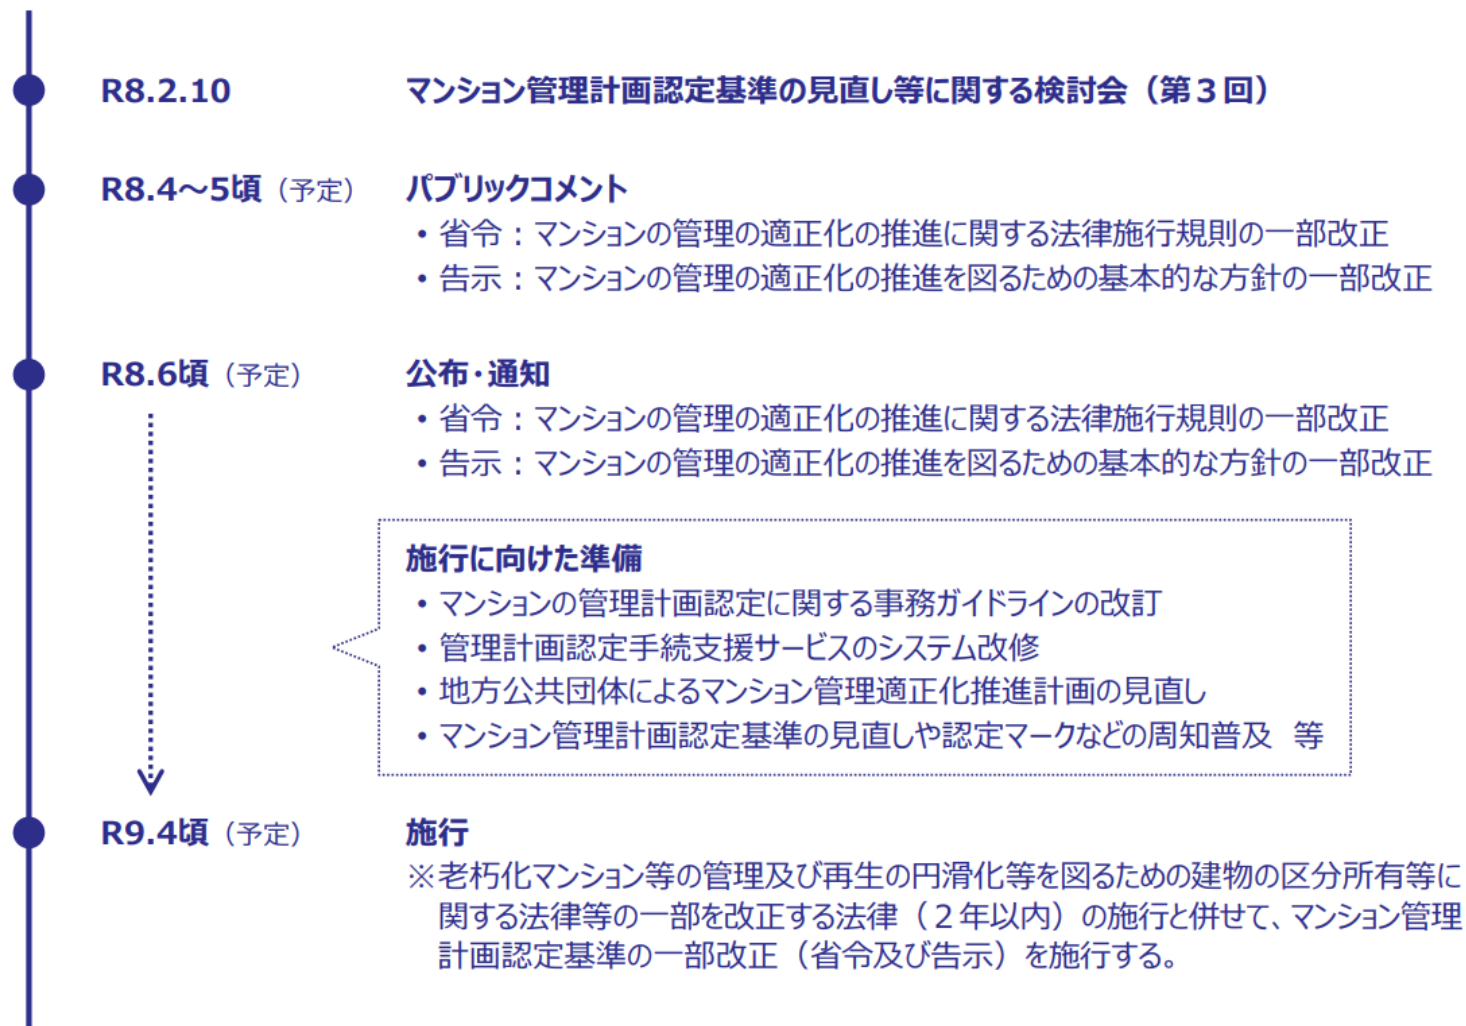 R8.2.10 マンション管理計画認定基準の見直し等に関する検討会（第３回）
R8.4～5頃（予定） パブリックコメント
・省令：マンションの管理の適正化の推進に関する法律施行規則の一部改正
・告示：マンションの管理の適正化の推進を図るための基本的な方針の一部改正
R8.6頃（予定） 公布・通知
・省令：マンションの管理の適正化の推進に関する法律施行規則の一部改正
・告示：マンションの管理の適正化の推進を図るための基本的な方針の一部改正
施行に向けた準備
・マンションの管理計画認定に関する事務ガイドラインの改訂
・管理計画認定手続支援サービスのシステム改修
・地方公共団体によるマンション管理適正化推進計画の見直し
・マンション管理計画認定基準の見直しや認定マークなどの周知普及　等
R9.4頃（予定） 施行
※老朽化マンション等の管理及び再生の円滑化等を図るための建物の区分所有等に
関する法律等の一部を改正する法律（２年以内）の施行と併せて、マンション管理
計画認定基準の一部改正（省令及び告示）を施行する。